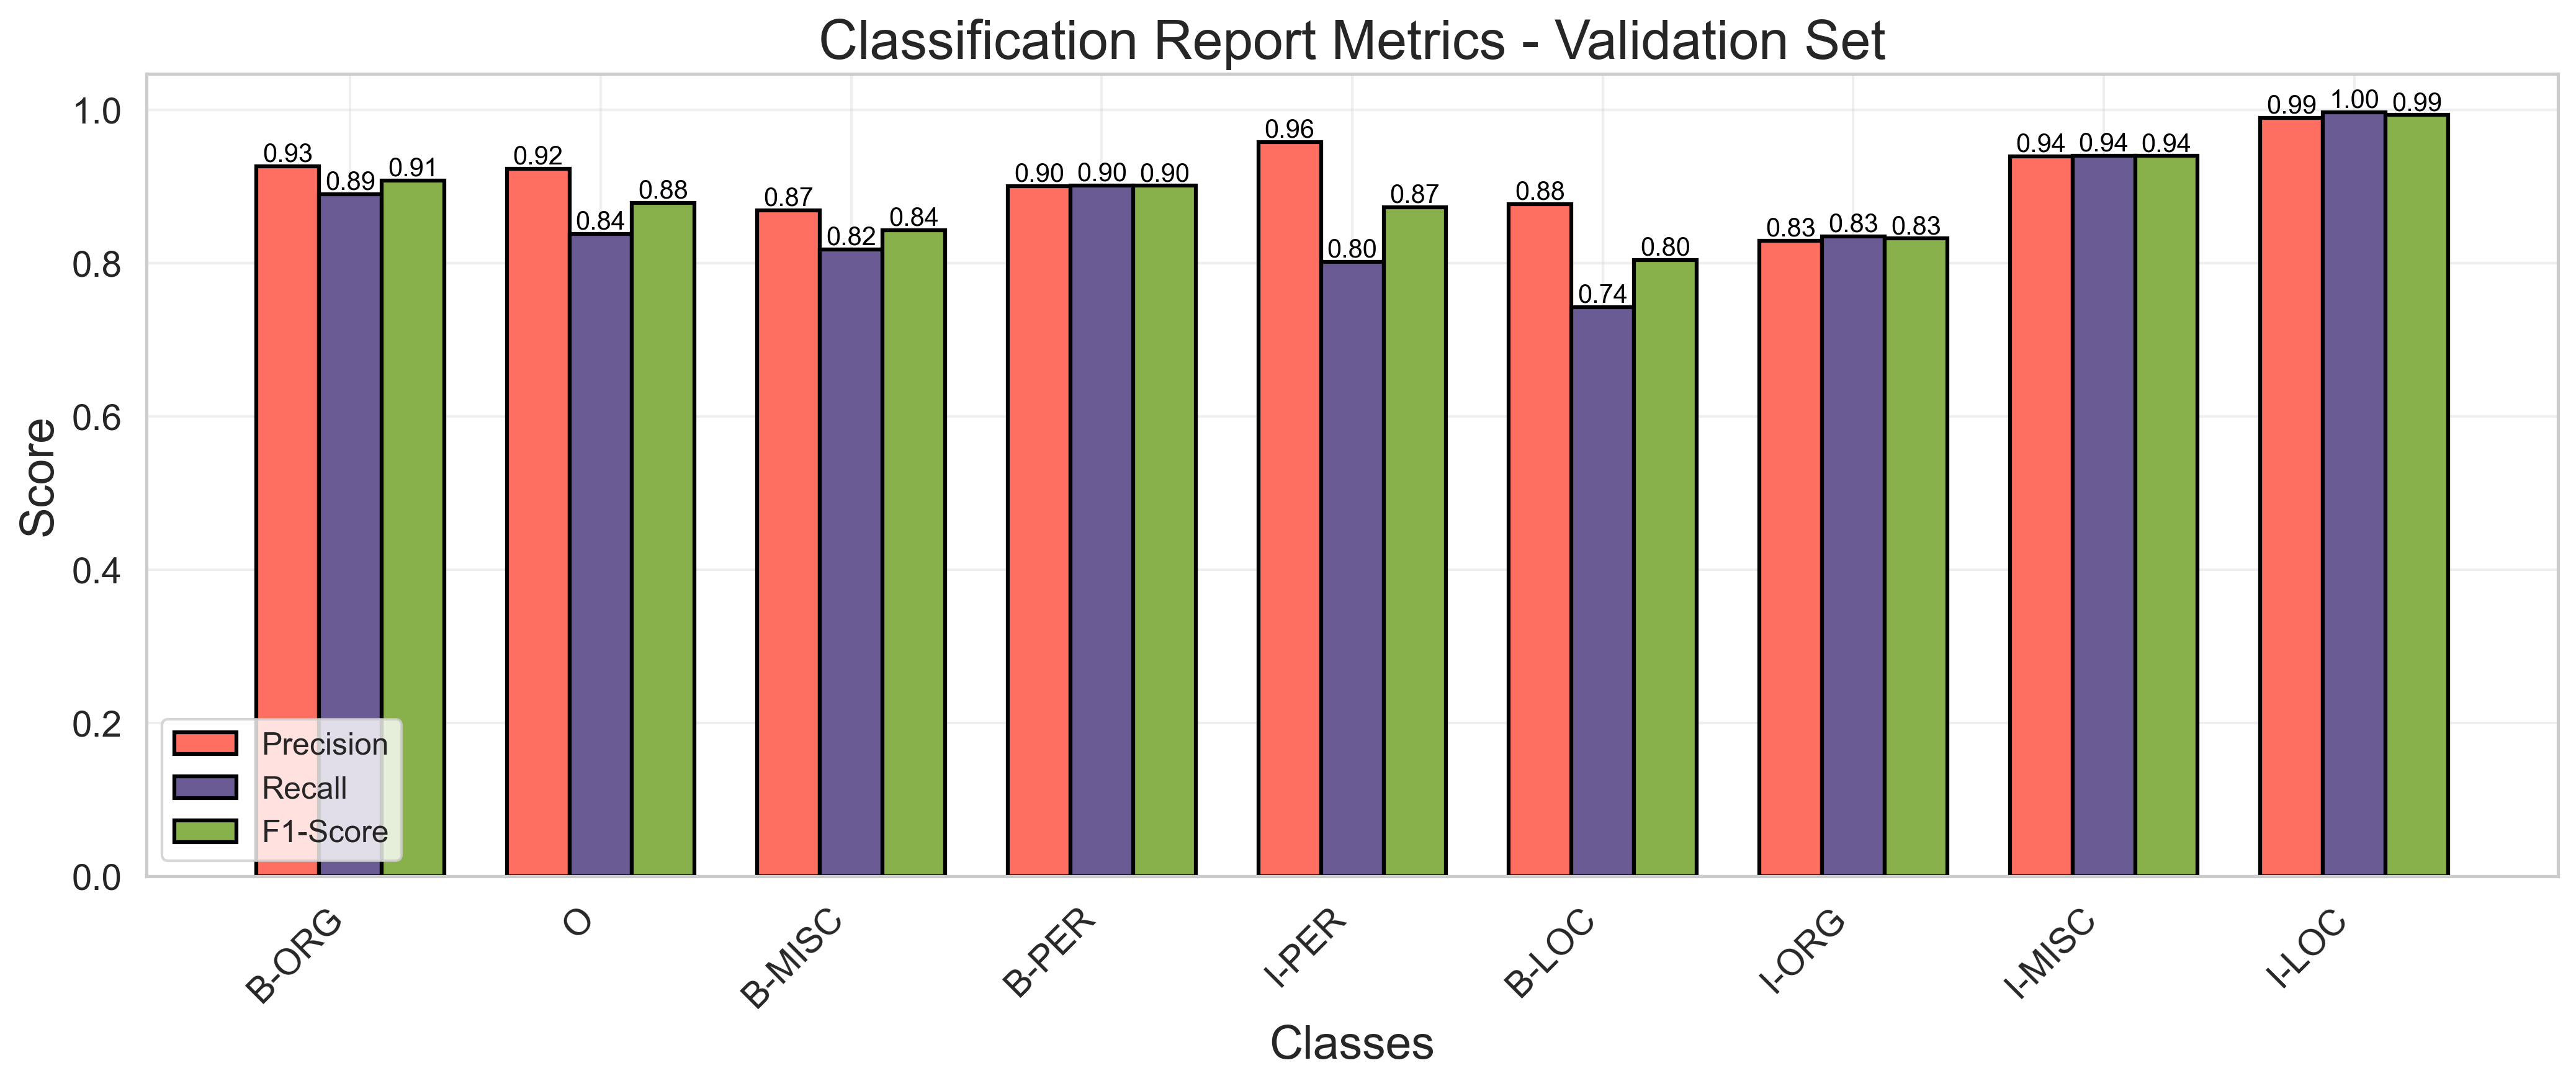 Classification Report Metrics - Validation Set
Score
1.0
0.8
0.6
0.4
0.2
0.0
0.93 0.89 0.91
0.92 0.84 0.88
0.87 0.82 0.84
0.90 0.90 0.90
0.96 0.80 0.87
0.88 0.74 0.80
0.83 0.83 0.83
0.94 0.94 0.94
0.99 1.00 0.99
Precision
Recall
F1-Score
B-ORG
O
B-MISC
B-PER
I-PER
B-LOC
I-ORG
I-MISC
I-LOC
Classes